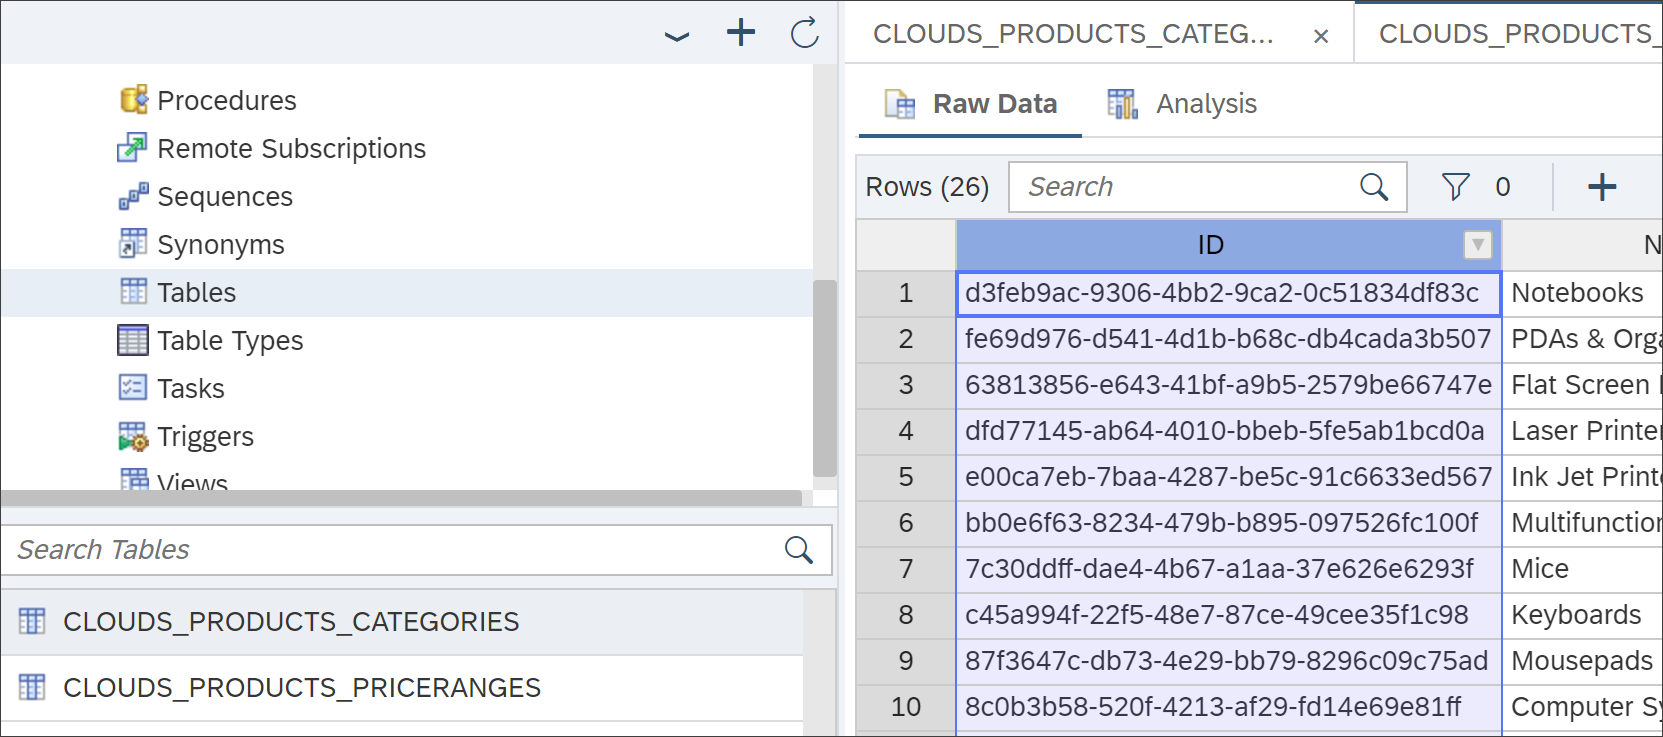 Procedures
Remote Subscriptions
Sequences
Synonyms
Tables
Table Types
Tasks
Triggers
Views
Search Tables
CLOUDS_PRODUCTS_CATEGORIES
CLOUDS_PRODUCTS_PRICERANGES
CLOUDS_PRODUCTS_CATEG... × CLOUDS_PRODUCTS_
Raw Data Analysis
Rows (26) Search 0
ID N
1 d3feb9ac-9306-4bb2-9ca2-0c51834df83c Notebooks
2 fe69d976-d541-4d1b-b68c-db4cada3b507 PDAs & Orga
3 63813856-e643-41bf-a9b5-2579be66747e Flat Screen
4 dfd77145-ab64-4010-bbeb-5fe5ab1bcd0a Laser Printer
5 e00ca7eb-7baa-4287-be5c-91c6633ed567 Ink Jet Printe
6 bb0e6f63-8234-479b-b895-097526fc100f Multifunction
7 7c30ddff-dae4-4b67-a1aa-37e626e6293f Mice
8 c45a994f-22f5-48e7-87ce-49cee35f1c98 Keyboards
9 87f3647c-db73-4e29-bb79-8296c09c75ad Mousepads
10 8c0b3b58-520f-4213-af29-fd14e69e81ff Computer Sy